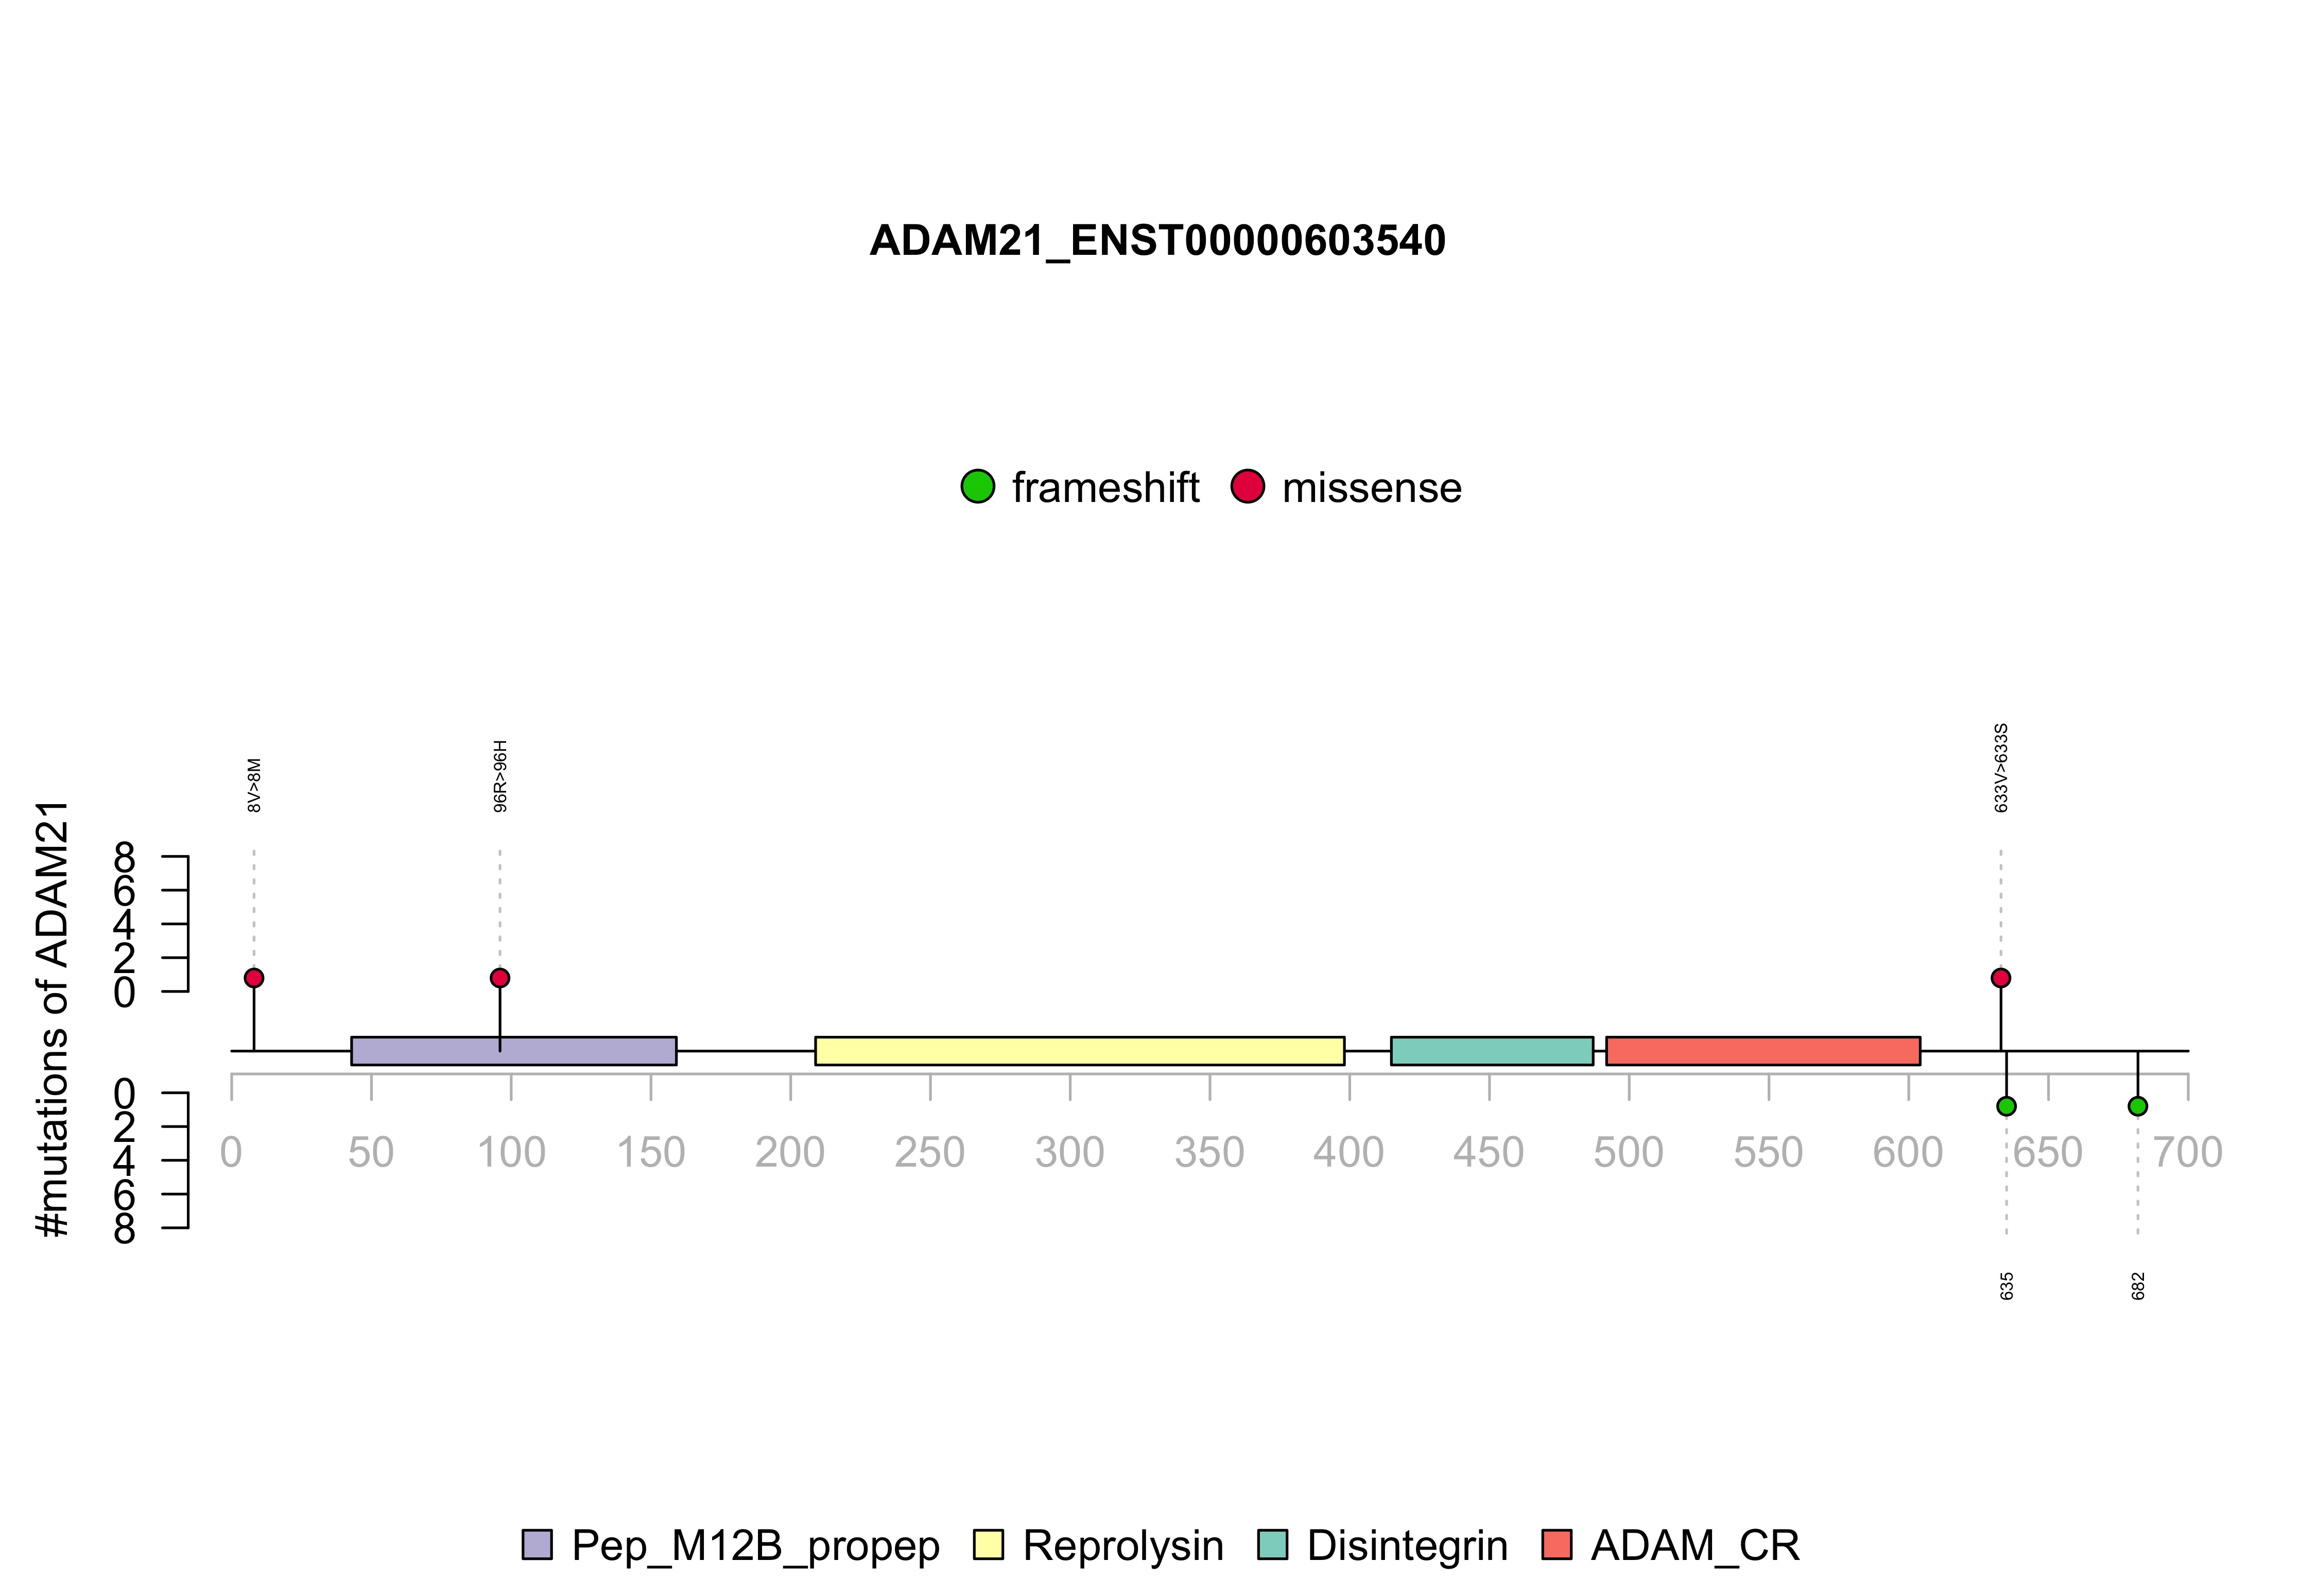 ADAM21_ENST00000603540
frameshift missense
8V>8M
96R>96H
633V>633S
#mutations of ADAM21
8
6
4
2
0
0
2
4
6
8
0 50 100 150 200 250 300 350 400 450 500 550 600 650 700
635
682
Pep_M12B_propep Reprolysin Disintegrin ADAM_CR